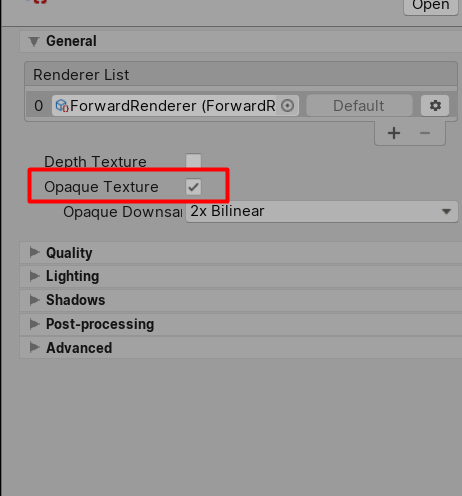 Open
General
Renderer List
0 ForwardRenderer (ForwardR Default
+ −
Depth Texture
Opaque Texture
Opaque Downsa 2x Bilinear
Quality
Lighting
Shadows
Post-processing
Advanced